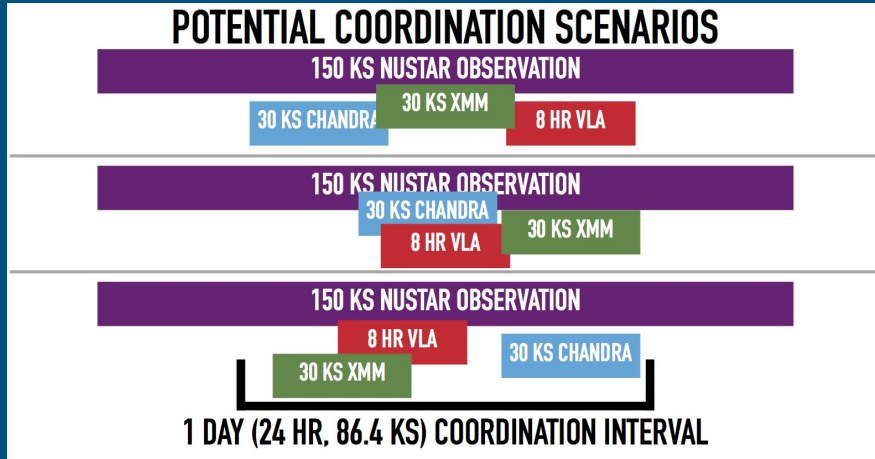 POTENTIAL COORDINATION SCENARIOS
150 KS NUSTAR OBSERVATION
30 KS CHANDRA
30 KS XMM
8 HR VLA
150 KS NUSTAR OBSERVATION
30 KS CHANDRA
8 HR VLA
30 KS XMM
150 KS NUSTAR OBSERVATION
8 HR VLA
30 KS CHANDRA
30 KS XMM
1 DAY (24 HR, 86.4 KS) COORDINATION INTERVAL